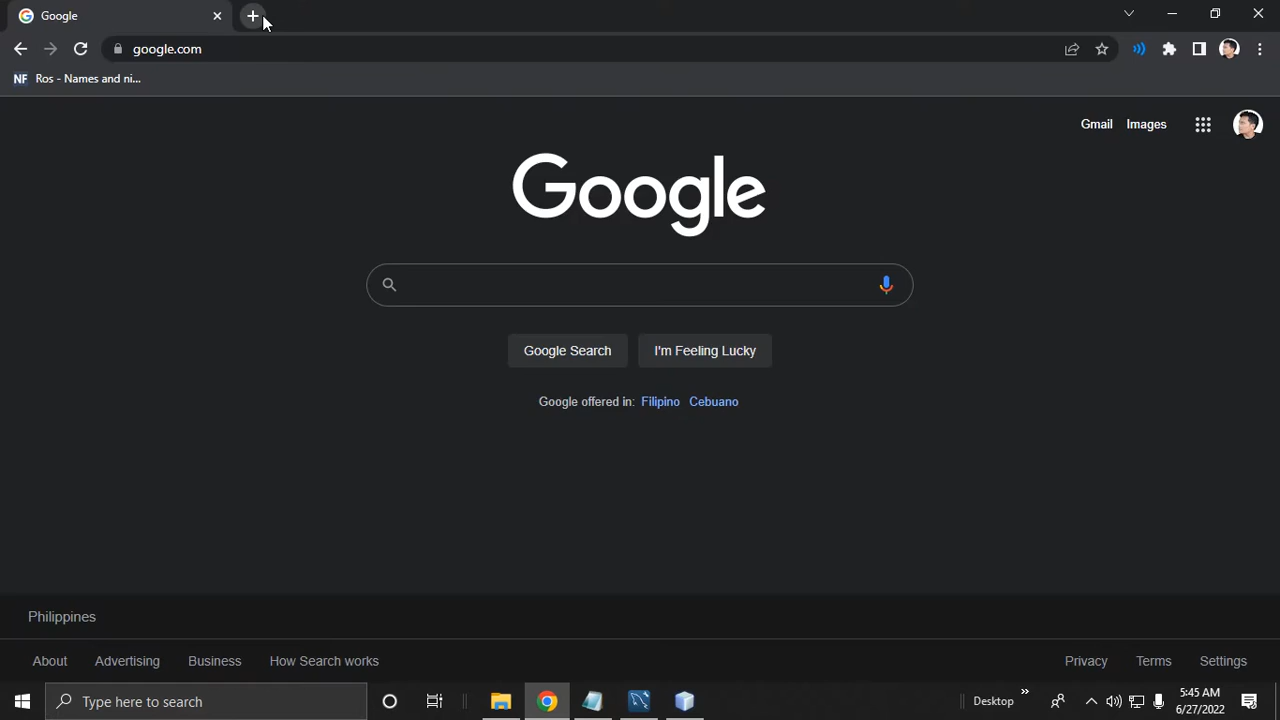 Google
google.com
NF Ros - Names and ni...
Gmail Images
Google
Google Search I'm Feeling Lucky
Google offered in: Filipino Cebuano
Philippines
About Advertising Business How Search works Privacy Terms Settings
Type here to search Desktop 5:45 AM
6/27/2022